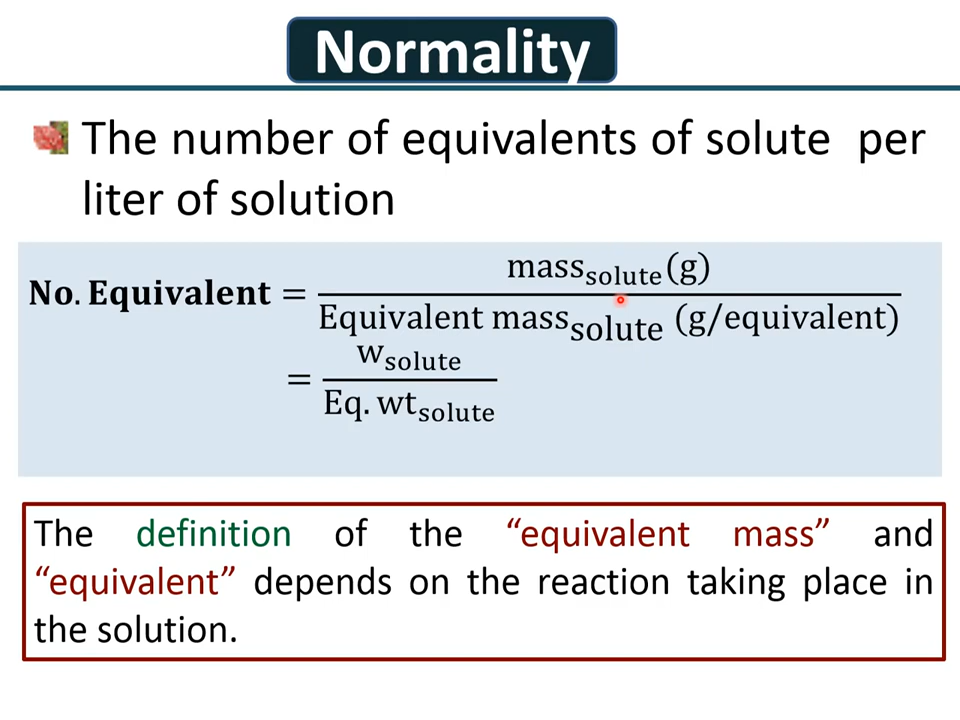 Normality
The number of equivalents of solute per
liter of solution
No. Equivalent = mass_solute(g) / Equivalent mass_solute (g/equivalent)
= w_solute / Eq. wt_solute
The definition of the “equivalent mass” and
“equivalent” depends on the reaction taking place in
the solution.